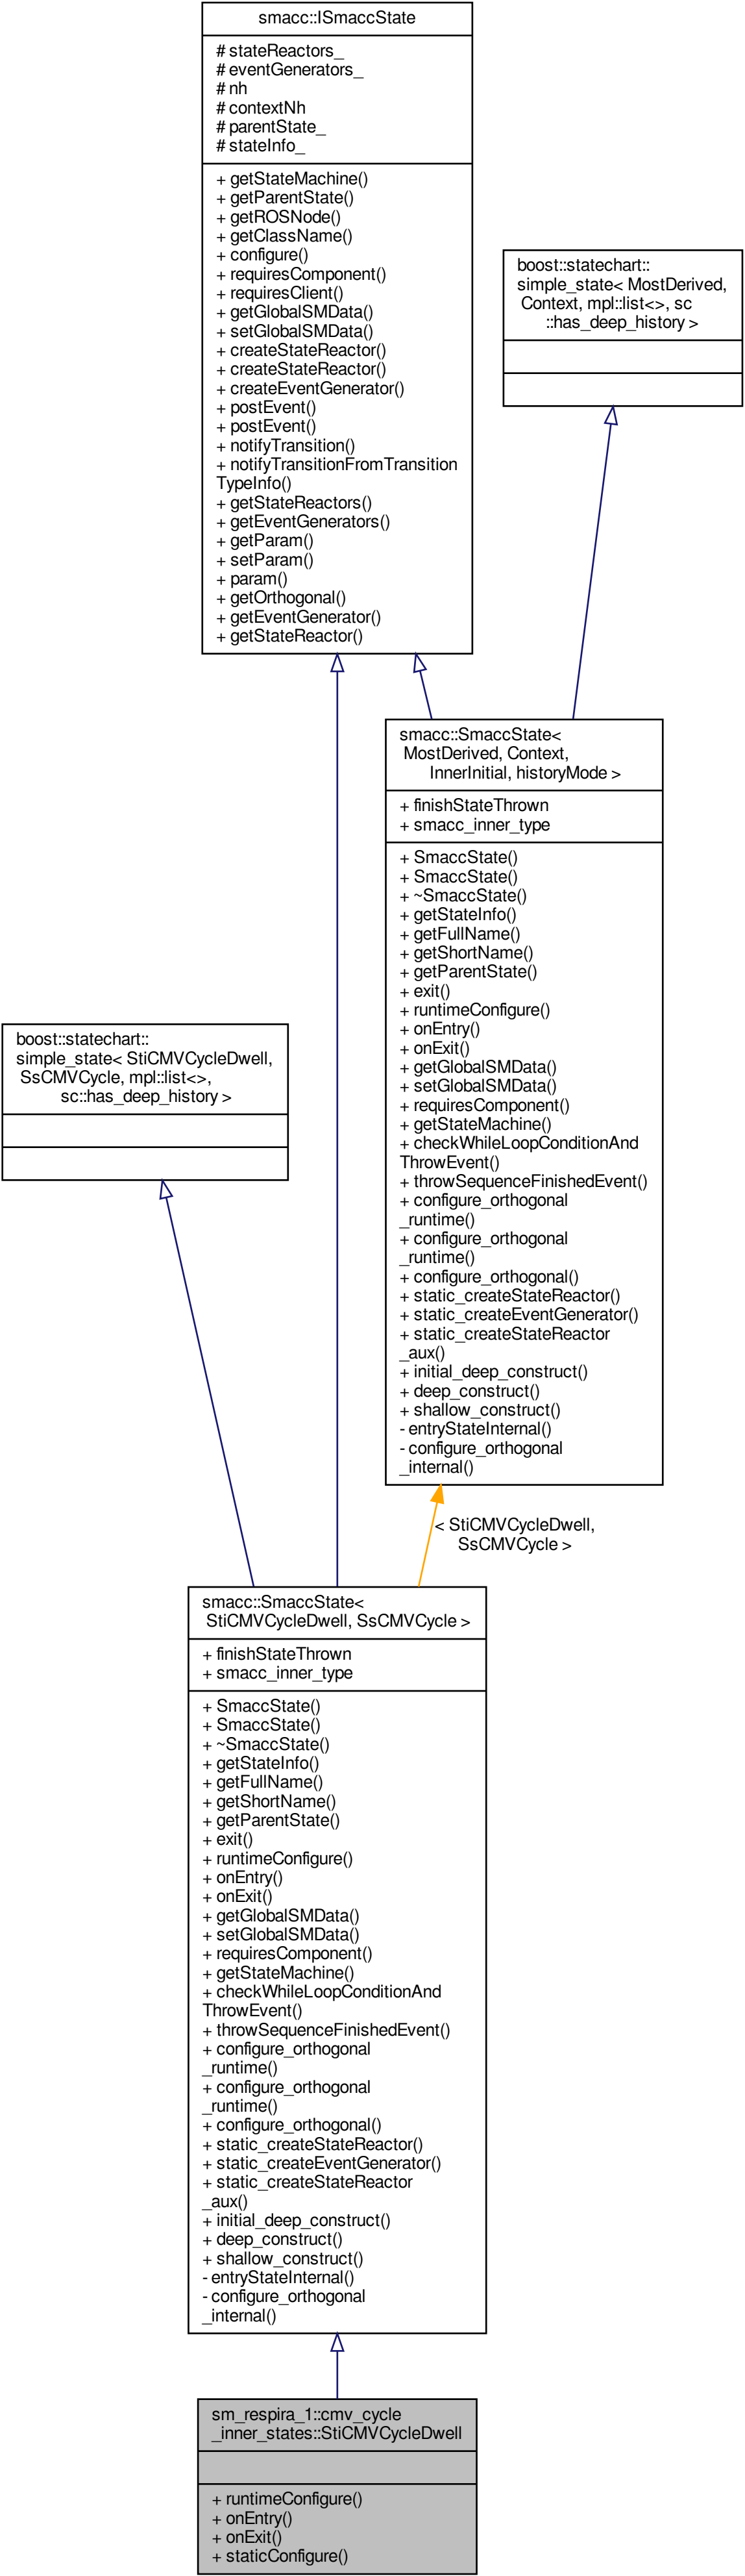 smacc::ISmaccState
# stateReactors_
# eventGenerators_
# nh
# contextNh
# parentState_
# stateInfo_
+ getStateMachine()
+ getParentState()
+ getROSNode()
+ getClassName()
+ configure()
+ requiresComponent()
+ requiresClient()
+ getGlobalSMData()
+ setGlobalSMData()
+ createStateReactor()
+ createStateReactor()
+ createEventGenerator()
+ postEvent()
+ postEvent()
+ notifyTransition()
+ notifyTransitionFromTransition
TypeInfo()
+ getStateReactors()
+ getEventGenerators()
+ getParam()
+ setParam()
+ param()
+ getOrthogonal()
+ getEventGenerator()
+ getStateReactor()
boost::statechart::
simple_state< MostDerived,
Context, mpl::list<>, sc
::has_deep_history >
smacc::SmaccState<
MostDerived, Context,
InnerInitial, historyMode >
+ finishStateThrown
+ smacc_inner_type
+ SmaccState()
+ SmaccState()
+ ~SmaccState()
+ getStateInfo()
+ getFullName()
+ getShortName()
+ getParentState()
+ exit()
+ runtimeConfigure()
+ onEntry()
+ onExit()
+ getGlobalSMData()
+ setGlobalSMData()
+ requiresComponent()
+ getStateMachine()
+ checkWhileLoopConditionAnd
ThrowEvent()
+ throwSequenceFinishedEvent()
+ configure_orthogonal
_runtime()
+ configure_orthogonal
_runtime()
+ configure_orthogonal()
+ static_createStateReactor()
+ static_createEventGenerator()
+ static_createStateReactor
_aux()
+ initial_deep_construct()
+ deep_construct()
+ shallow_construct()
- entryStateInternal()
- configure_orthogonal
_internal()
boost::statechart::
simple_state< StiCMVCycleDwell,
SsCMVCycle, mpl::list<>,
sc::has_deep_history >
< StiCMVCycleDwell,
SsCMVCycle >
smacc::SmaccState<
StiCMVCycleDwell, SsCMVCycle >
+ finishStateThrown
+ smacc_inner_type
+ SmaccState()
+ SmaccState()
+ ~SmaccState()
+ getStateInfo()
+ getFullName()
+ getShortName()
+ getParentState()
+ exit()
+ runtimeConfigure()
+ onEntry()
+ onExit()
+ getGlobalSMData()
+ setGlobalSMData()
+ requiresComponent()
+ getStateMachine()
+ checkWhileLoopConditionAnd
ThrowEvent()
+ throwSequenceFinishedEvent()
+ configure_orthogonal
_runtime()
+ configure_orthogonal
_runtime()
+ configure_orthogonal()
+ static_createStateReactor()
+ static_createEventGenerator()
+ static_createStateReactor
_aux()
+ initial_deep_construct()
+ deep_construct()
+ shallow_construct()
- entryStateInternal()
- configure_orthogonal
_internal()
sm_respira_1::cmv_cycle
_inner_states::StiCMVCycleDwell
+ runtimeConfigure()
+ onEntry()
+ onExit()
+ staticConfigure()